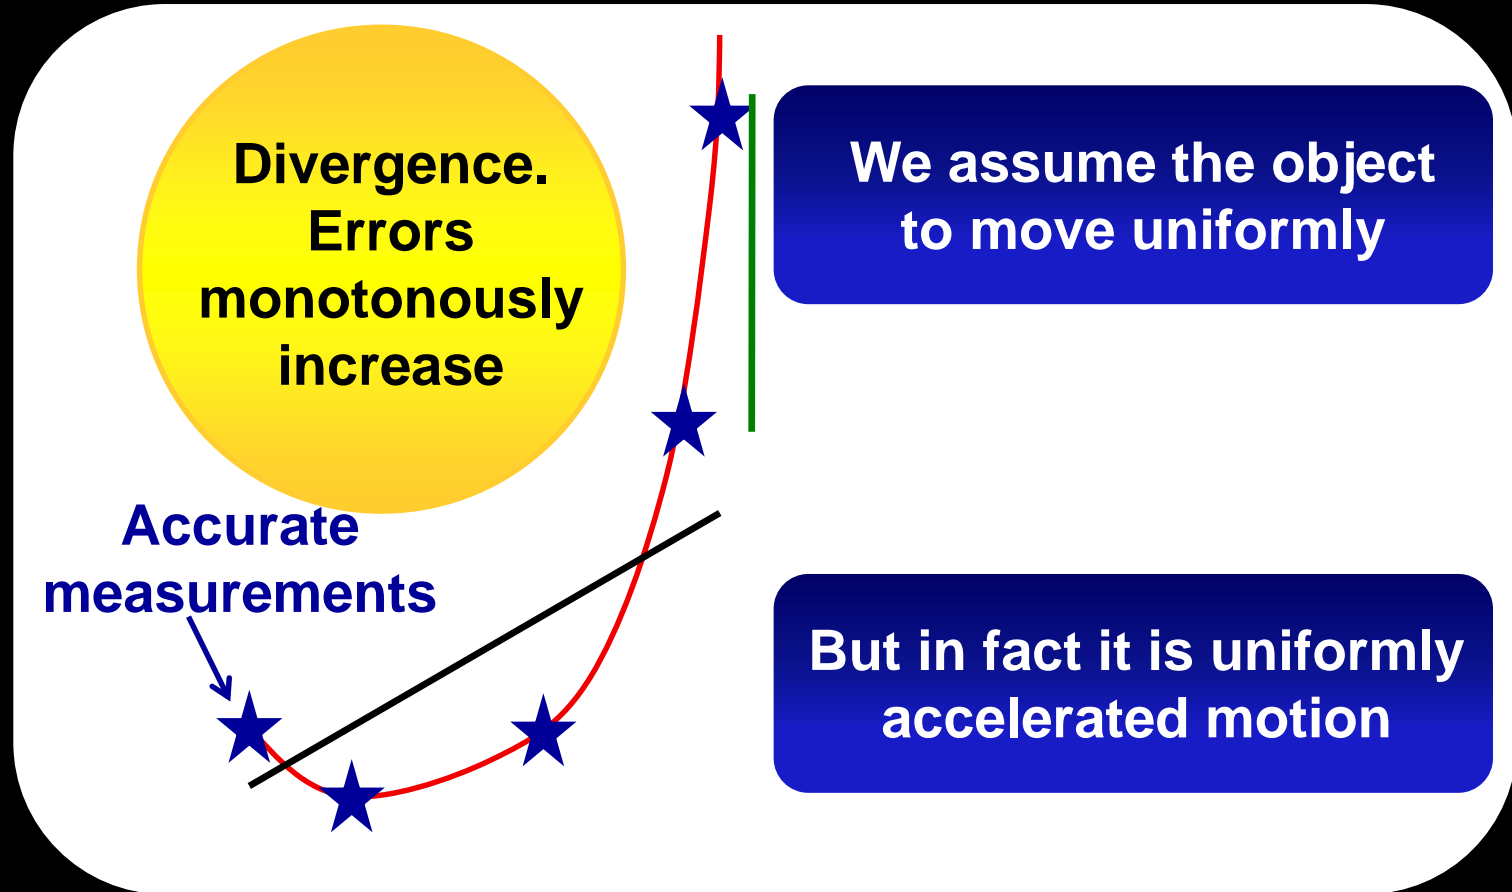 Divergence.
Errors
monotonously
increase
We assume the object
to move uniformly
Accurate
measurements
But in fact it is uniformly
accelerated motion